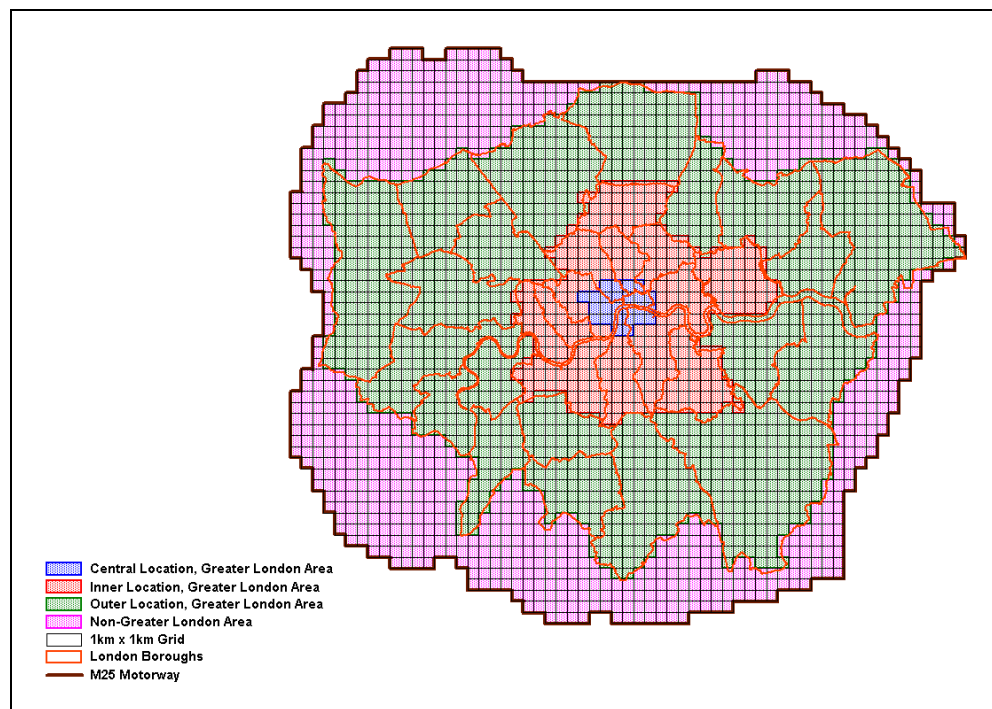 Central Location, Greater London Area
Inner Location, Greater London Area
Outer Location, Greater London Area
Non-Greater London Area
1km x 1km Grid
London Boroughs
M25 Motorway